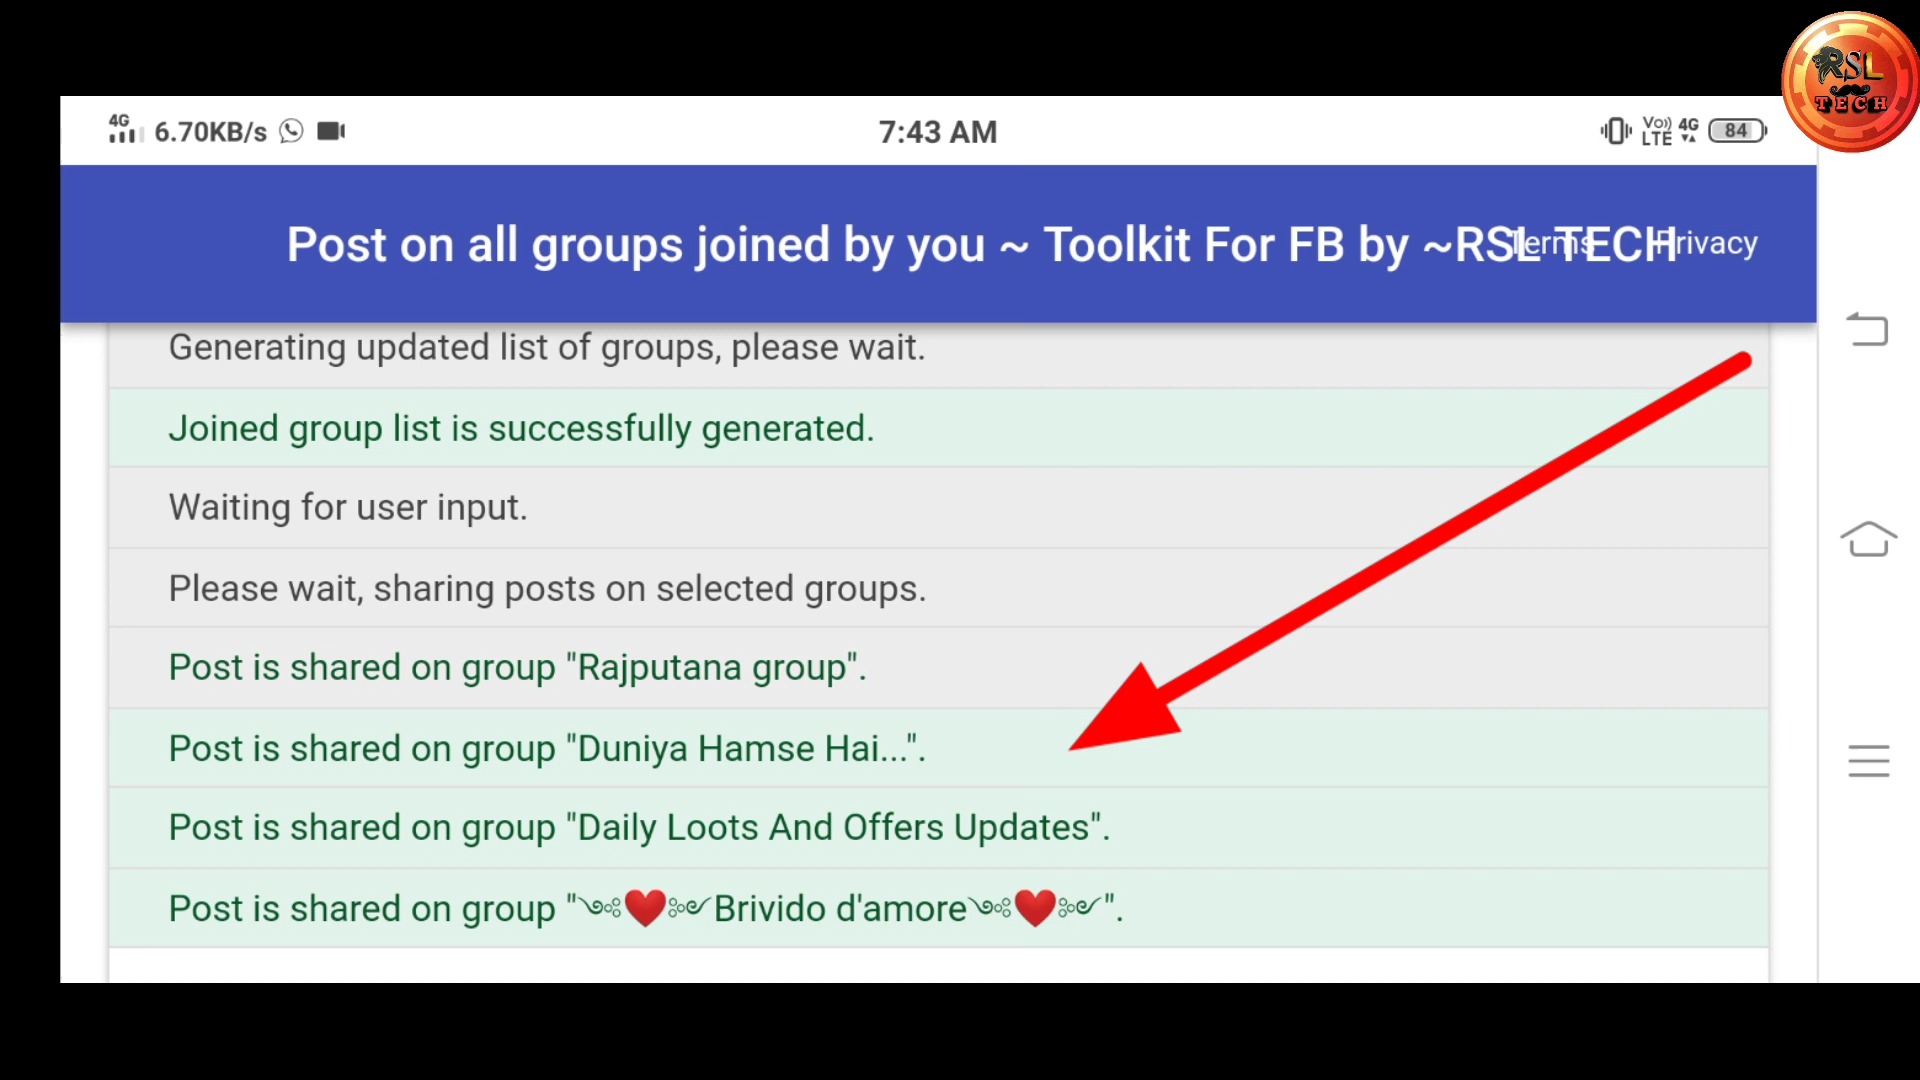 RSL
TECH
4G 6.70KB/s 7:43 AM Vo)) LTE 4G 84
Post on all groups joined by you ~ Toolkit For FB by ~RSL TECH Terms Privacy
Generating updated list of groups, please wait.
Joined group list is successfully generated.
Waiting for user input.
Please wait, sharing posts on selected groups.
Post is shared on group "Rajputana group".
Post is shared on group "Duniya Hamse Hai...".
Post is shared on group "Daily Loots And Offers Updates".
Post is shared on group "༺❤️༻Brivido d'amore༺❤️༻".